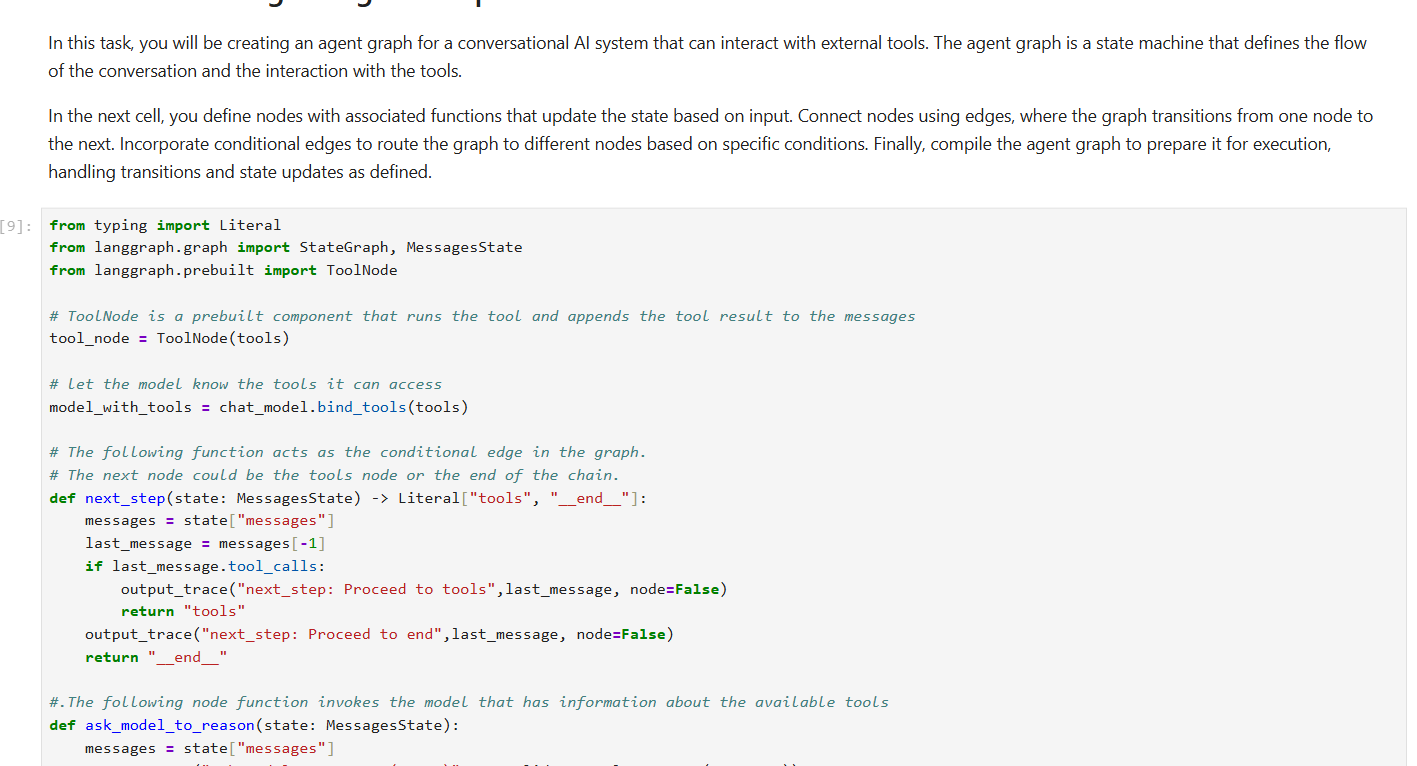 In this task, you will be creating an agent graph for a conversational AI system that can interact with external tools. The agent graph is a state machine that defines the flow
of the conversation and the interaction with the tools.
In the next cell, you define nodes with associated functions that update the state based on input. Connect nodes using edges, where the graph transitions from one node to
the next. Incorporate conditional edges to route the graph to different nodes based on specific conditions. Finally, compile the agent graph to prepare it for execution,
handling transitions and state updates as defined.
[9]:
from typing import Literal
from langgraph.graph import StateGraph, MessagesState
from langgraph.prebuilt import ToolNode
# ToolNode is a prebuilt component that runs the tool and appends the tool result to the messages
tool_node = ToolNode(tools)
# let the model know the tools it can access
model_with_tools = chat_model.bind_tools(tools)
# The following function acts as the conditional edge in the graph.
# The next node could be the tools node or the end of the chain.
def next_step(state: MessagesState) -> Literal["tools", "__end__"]:
    messages = state["messages"]
    last_message = messages[-1]
    if last_message.tool_calls:
        output_trace("next_step: Proceed to tools",last_message, node=False)
        return "tools"
    output_trace("next_step: Proceed to end",last_message, node=False)
    return "__end__"
#.The following node function invokes the model that has information about the available tools
def ask_model_to_reason(state: MessagesState):
    messages = state["messages"]